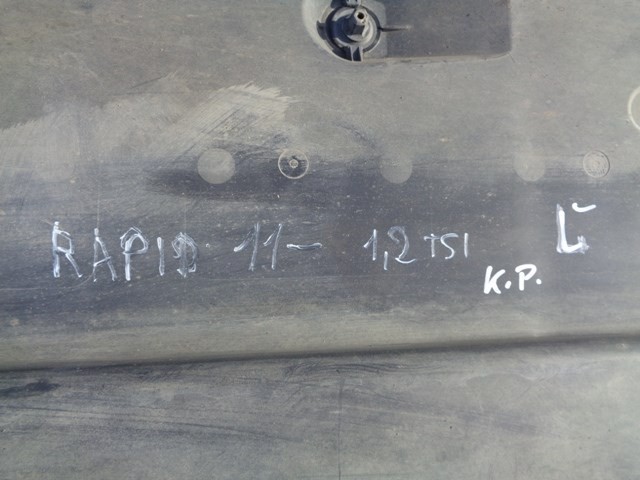 RAPID 11- 1,2 TSI Ľ
K.P.